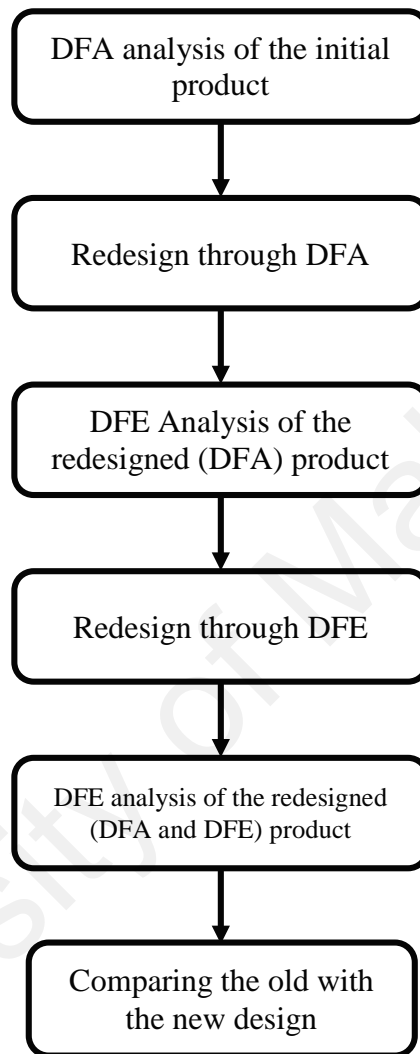 DFA analysis of the initial
product
Redesign through DFA
DFE Analysis of the
redesigned (DFA) product
Redesign through DFE
DFE analysis of the redesigned
(DFA and DFE) product
Comparing the old with
the new design